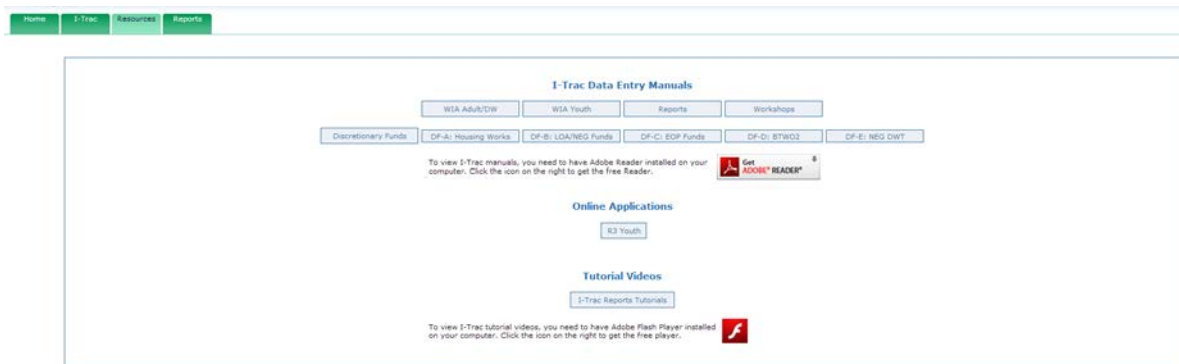 Home I-Trac Resources Reports
I-Trac Data Entry Manuals
WIA Adult/DW WIA Youth Reports Workshops
Discretionary Funds DF-A: Housing Works DF-B: LOA/NEG Funds DF-C: EOP Funds DF-D: BTWO2 DF-E: NEG DWT
To view I-Trac manuals, you need to have Adobe Reader installed on your
computer. Click the icon on the right to get the free Reader.
Get
ADOBE® READER®
Online Applications
R3 Youth
Tutorial Videos
I-Trac Reports Tutorials
To view I-Trac tutorial videos, you need to have Adobe Flash Player installed
on your computer. Click the icon on the right to get the free player.